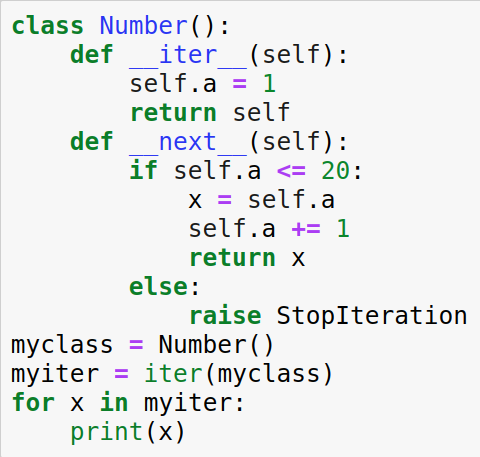 class Number():
    def __iter__(self):
        self.a = 1
        return self
    def __next__(self):
        if self.a <= 20:
            x = self.a
            self.a += 1
            return x
        else:
            raise StopIteration
myclass = Number()
myiter = iter(myclass)
for x in myiter:
    print(x)